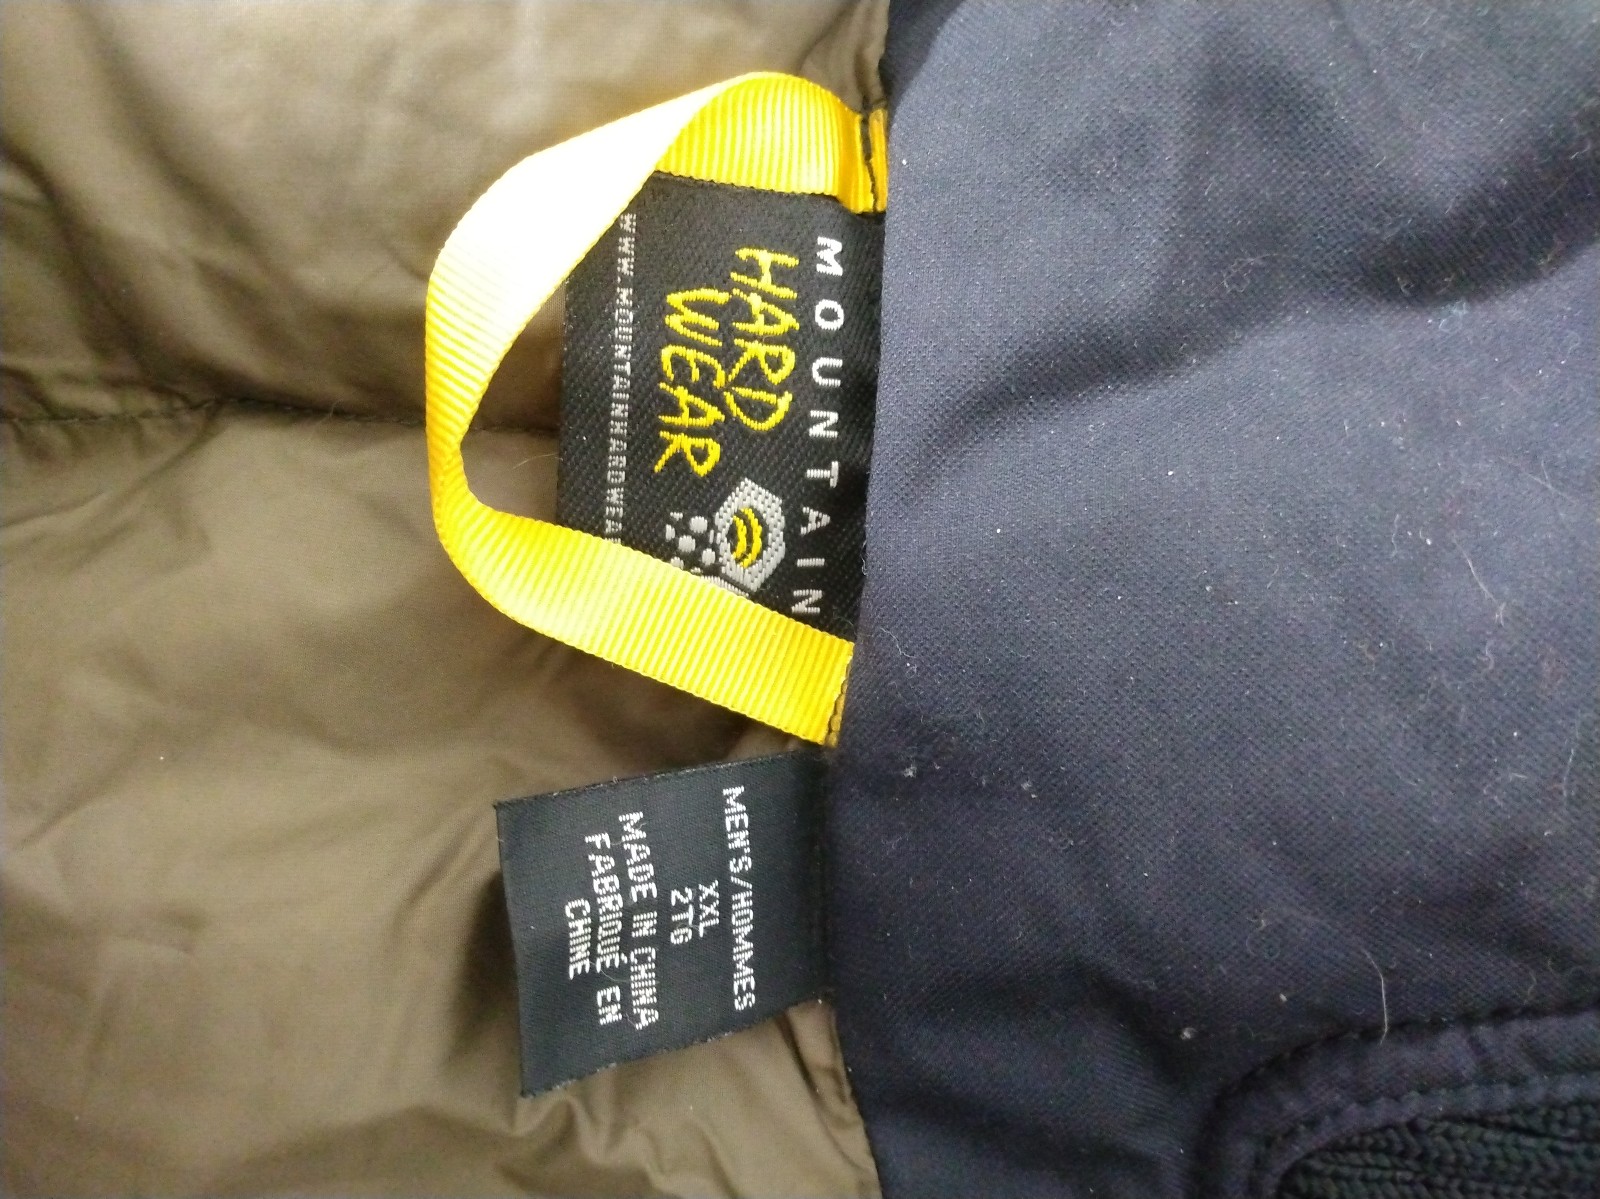 MOUNTAIN
HARD
WEAR
WWW.MOUNTAINHARDWEA
MEN'S/HOMMES
XXL
2TG
MADE IN CHINA
FABRIQUÉ EN
CHINE